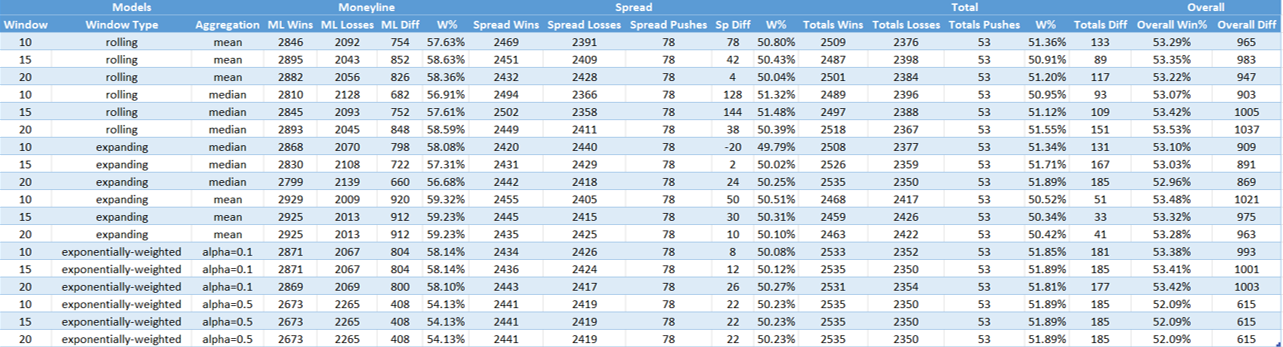 Models Moneyline Spread Total Overall
Window Window Type Aggregation ML Wins ML Losses ML Diff W% Spread Wins Spread Losses Spread Pushes Sp Diff W% Totals Wins Totals Losses Totals Pushes W% Totals Diff Overall Win% Overall Diff
10 rolling mean 2846 2092 754 57.63% 2469 2391 78 78 50.80% 2509 2376 53 51.36% 133 53.29% 965
15 rolling mean 2895 2043 852 58.63% 2451 2409 78 42 50.43% 2487 2398 53 50.91% 89 53.35% 983
20 rolling mean 2882 2056 826 58.36% 2432 2428 78 4 50.04% 2501 2384 53 51.20% 117 53.22% 947
10 rolling median 2810 2128 682 56.91% 2494 2366 78 128 51.32% 2489 2396 53 50.95% 93 53.07% 903
15 rolling median 2845 2093 752 57.61% 2502 2358 78 144 51.48% 2497 2388 53 51.12% 109 53.42% 1005
20 rolling median 2893 2045 848 58.59% 2449 2411 78 38 50.39% 2518 2367 53 51.55% 151 53.53% 1037
10 expanding median 2868 2070 798 58.08% 2420 2440 78 -20 49.79% 2508 2377 53 51.34% 131 53.10% 909
15 expanding median 2830 2108 722 57.31% 2431 2429 78 2 50.02% 2526 2359 53 51.71% 167 53.03% 891
20 expanding median 2799 2139 660 56.68% 2442 2418 78 24 50.25% 2535 2350 53 51.89% 185 52.96% 869
10 expanding mean 2929 2009 920 59.32% 2455 2405 78 50 50.51% 2468 2417 53 50.52% 51 53.48% 1021
15 expanding mean 2925 2013 912 59.23% 2445 2415 78 30 50.31% 2459 2426 53 50.34% 33 53.32% 975
20 expanding mean 2925 2013 912 59.23% 2435 2425 78 10 50.10% 2463 2422 53 50.42% 41 53.28% 963
10 exponentially-weighted alpha=0.1 2871 2067 804 58.14% 2434 2426 78 8 50.08% 2533 2352 53 51.85% 181 53.38% 993
15 exponentially-weighted alpha=0.1 2871 2067 804 58.14% 2436 2424 78 12 50.12% 2535 2350 53 51.89% 185 53.41% 1001
20 exponentially-weighted alpha=0.1 2869 2069 800 58.10% 2443 2417 78 26 50.27% 2531 2354 53 51.81% 177 53.42% 1003
10 exponentially-weighted alpha=0.5 2673 2265 408 54.13% 2441 2419 78 22 50.23% 2535 2350 53 51.89% 185 52.09% 615
15 exponentially-weighted alpha=0.5 2673 2265 408 54.13% 2441 2419 78 22 50.23% 2535 2350 53 51.89% 185 52.09% 615
20 exponentially-weighted alpha=0.5 2673 2265 408 54.13% 2441 2419 78 22 50.23% 2535 2350 53 51.89% 185 52.09% 615